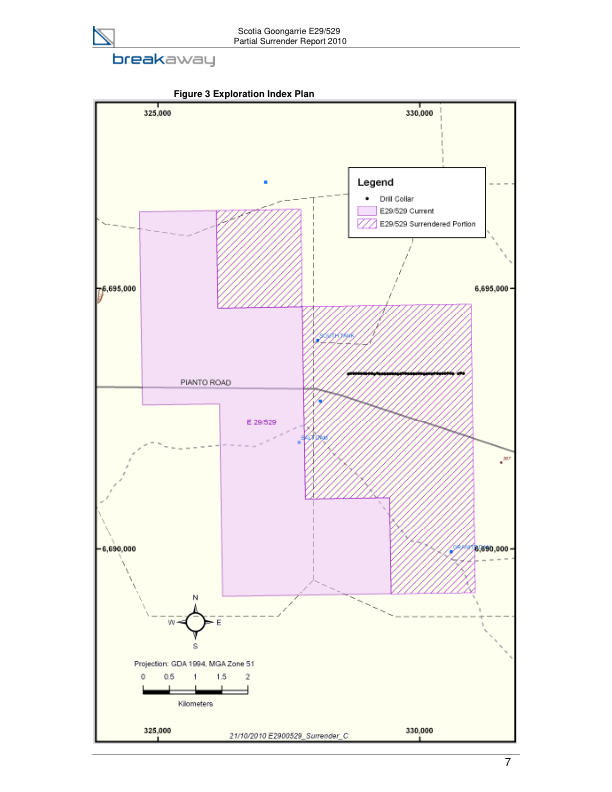 Scotia Goongarrie E29/529
Partial Surrender Report 2010
breakaway
Figure 3 Exploration Index Plan
325,000 330,000
Legend
Drill Collar
E29/529 Current
E29/529 Surrendered Portion
6,695,000 6,695,000
SOUTH PARK
PIANTO ROAD
E 29/529
6,690,000 6,690,000
N
W E
S
Projection: GDA 1994, MGA Zone 51
0 0.5 1 1.5 2
Kilometers
325,000 330,000
21/10/2010 E2900529_Surrender_C
7